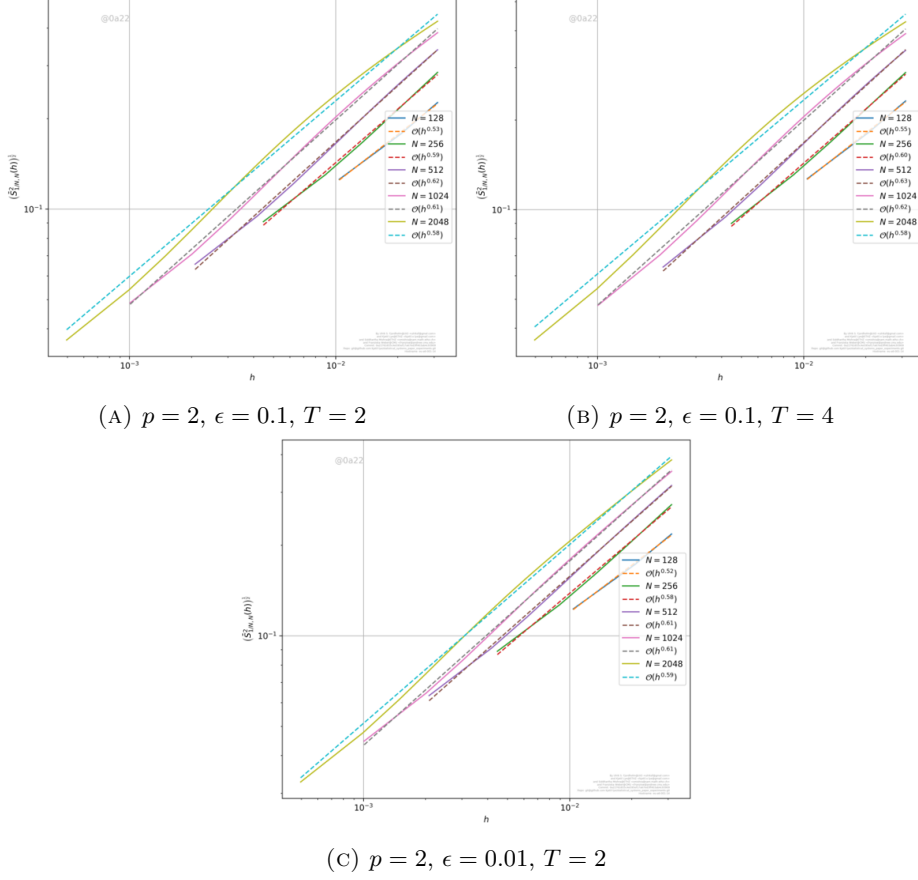 @0a22
10⁻¹
N = 128
𝒪(h^0.53)
N = 256
𝒪(h^0.59)
N = 512
𝒪(h^0.62)
N = 1024
𝒪(h^0.61)
N = 2048
𝒪(h^0.58)
10⁻³ 10⁻²
h
@0a22
10⁻¹
N = 128
𝒪(h^0.55)
N = 256
𝒪(h^0.60)
N = 512
𝒪(h^0.63)
N = 1024
𝒪(h^0.62)
N = 2048
𝒪(h^0.58)
10⁻³ 10⁻²
h
(A) p = 2, ϵ = 0.1, T = 2 (B) p = 2, ϵ = 0.1, T = 4
@0a22
10⁻¹
N = 128
𝒪(h^0.52)
N = 256
𝒪(h^0.58)
N = 512
𝒪(h^0.61)
N = 1024
𝒪(h^0.61)
N = 2048
𝒪(h^0.59)
10⁻³ 10⁻²
h
(C) p = 2, ϵ = 0.01, T = 2